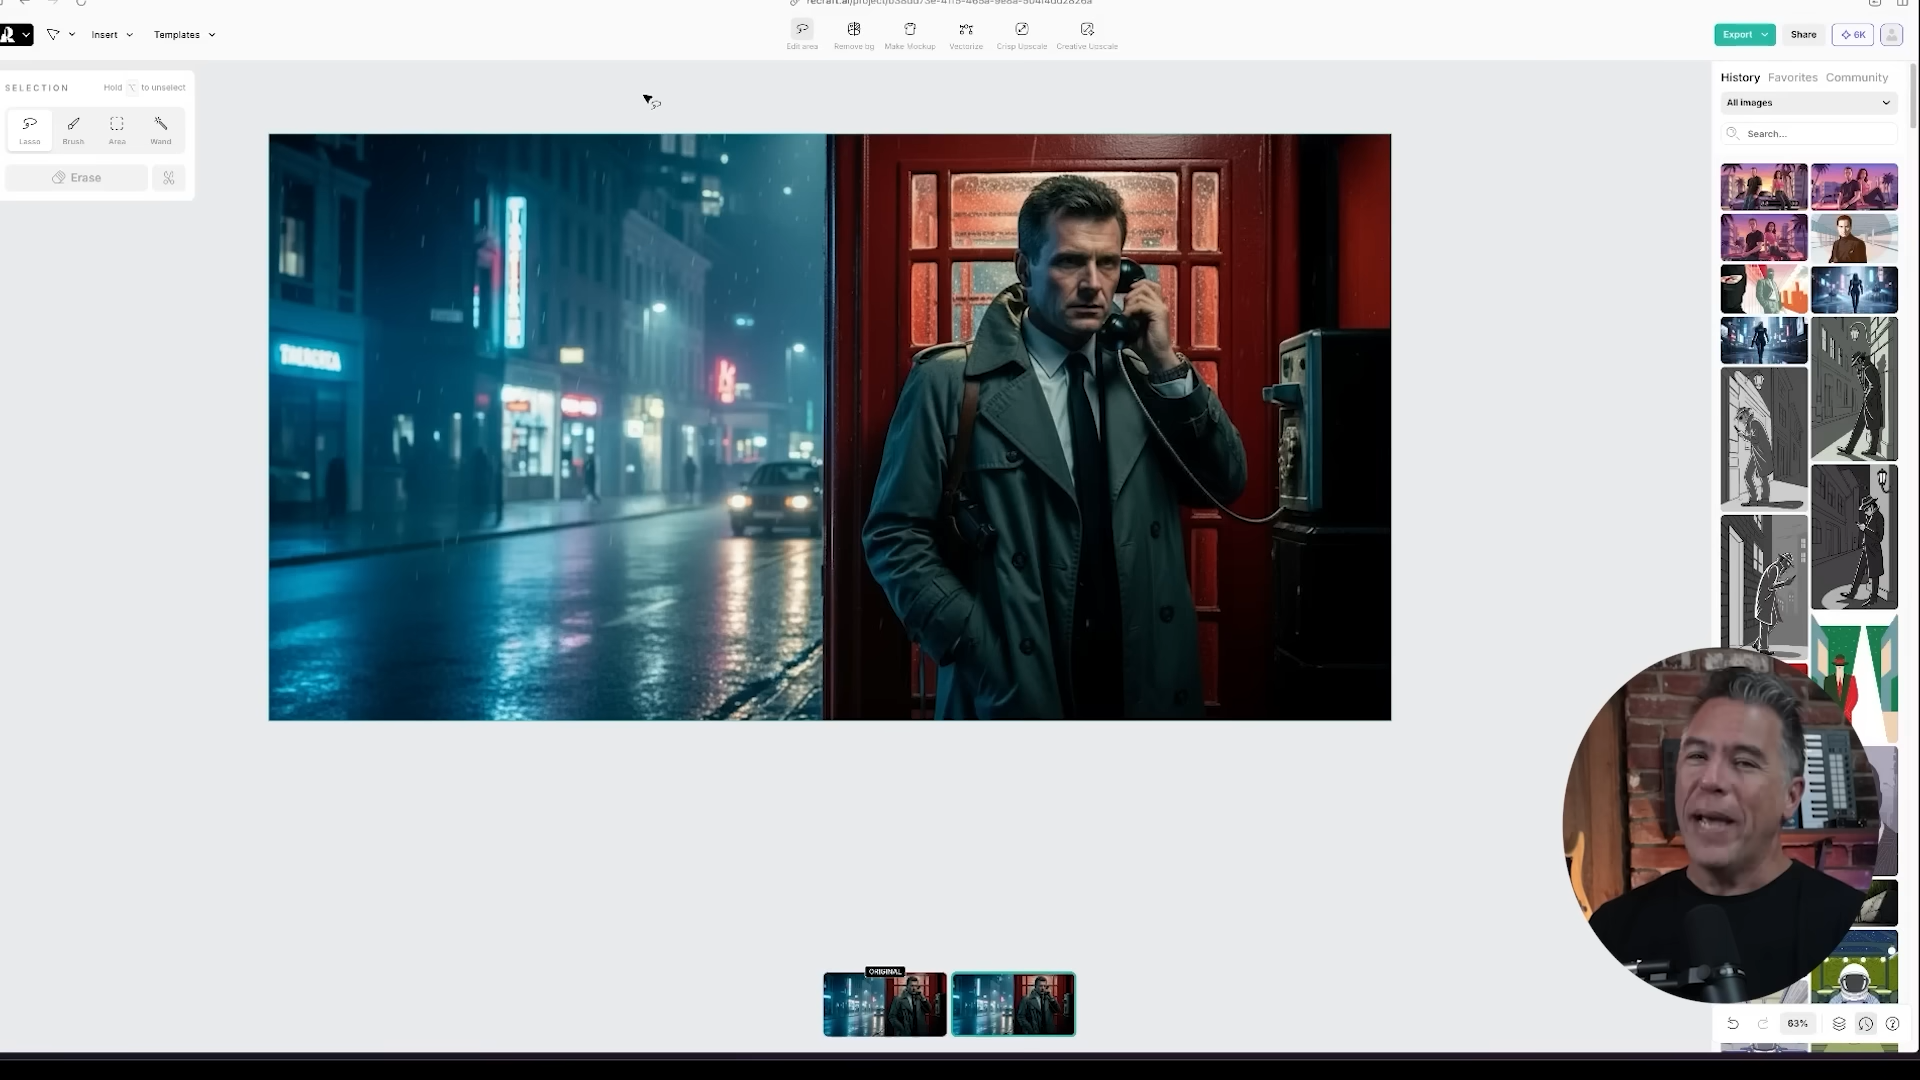 Insert
Templates
Edit area
Remove bg
Make Mockup
Vectorize
Crisp Upscale
Creative Upscale
Export
Share
6K
SELECTION
Hold ⌥ to unselect
Lasso
Brush
Area
Wand
Erase
History
Favorites
Community
All images
Search...
ORIGINAL
63%